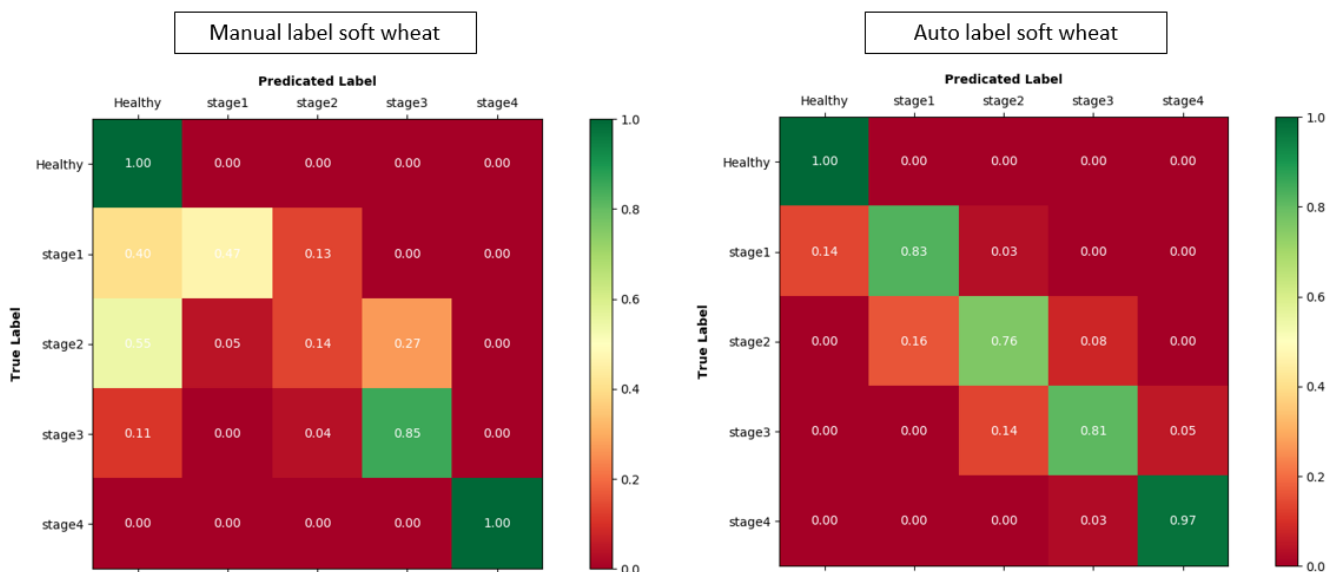 Manual label soft wheat
Predicated Label
Healthy stage1 stage2 stage3 stage4
True Label
Healthy 1.00 0.00 0.00 0.00 0.00
stage1 0.40 0.47 0.13 0.00 0.00
stage2 0.55 0.05 0.14 0.27 0.00
stage3 0.11 0.00 0.04 0.85 0.00
stage4 0.00 0.00 0.00 0.00 1.00
1.0
0.8
0.6
0.4
0.2
0.0
Auto label soft wheat
Predicated Label
Healthy stage1 stage2 stage3 stage4
True Label
Healthy 1.00 0.00 0.00 0.00 0.00
stage1 0.14 0.83 0.03 0.00 0.00
stage2 0.00 0.16 0.76 0.08 0.00
stage3 0.00 0.00 0.14 0.81 0.05
stage4 0.00 0.00 0.00 0.03 0.97
1.0
0.8
0.6
0.4
0.2
0.0